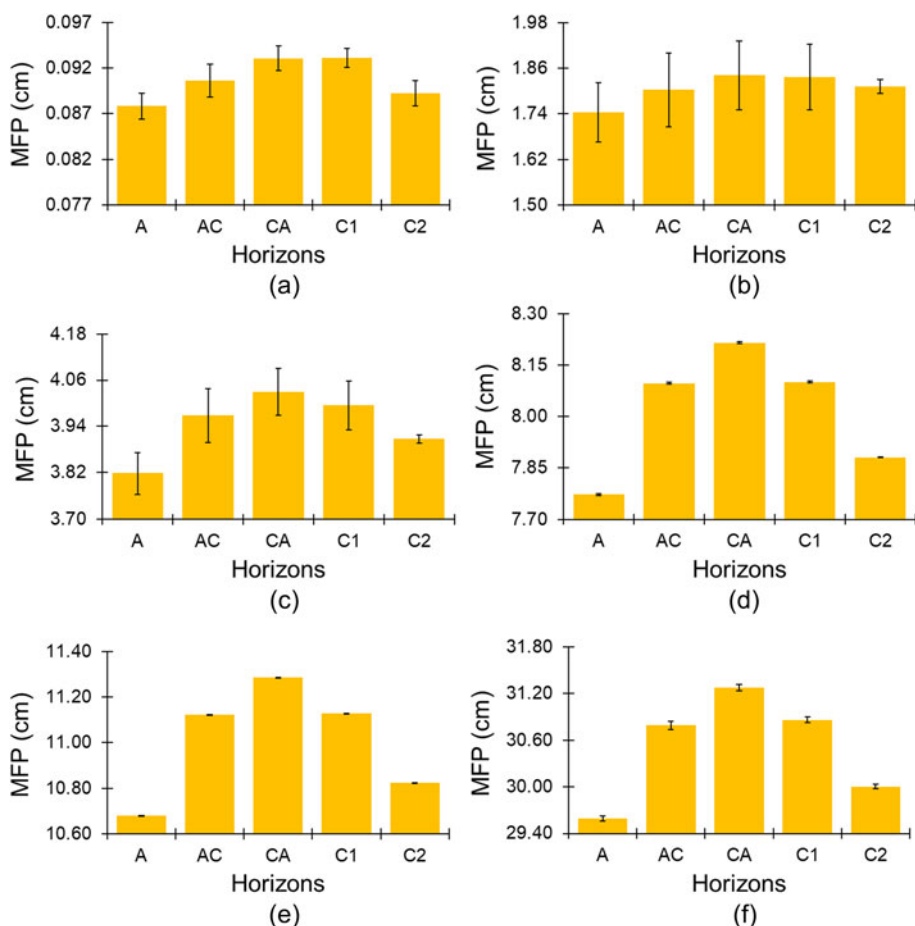 MFP (cm)
0.097
0.092
0.087
0.082
0.077
A AC CA C1 C2
Horizons
(a)
MFP (cm)
1.98
1.86
1.74
1.62
1.50
A AC CA C1 C2
Horizons
(b)
MFP (cm)
4.18
4.06
3.94
3.82
3.70
A AC CA C1 C2
Horizons
(c)
MFP (cm)
8.30
8.15
8.00
7.85
7.70
A AC CA C1 C2
Horizons
(d)
MFP (cm)
11.40
11.20
11.00
10.80
10.60
A AC CA C1 C2
Horizons
(e)
MFP (cm)
31.80
31.20
30.60
30.00
29.40
A AC CA C1 C2
Horizons
(f)